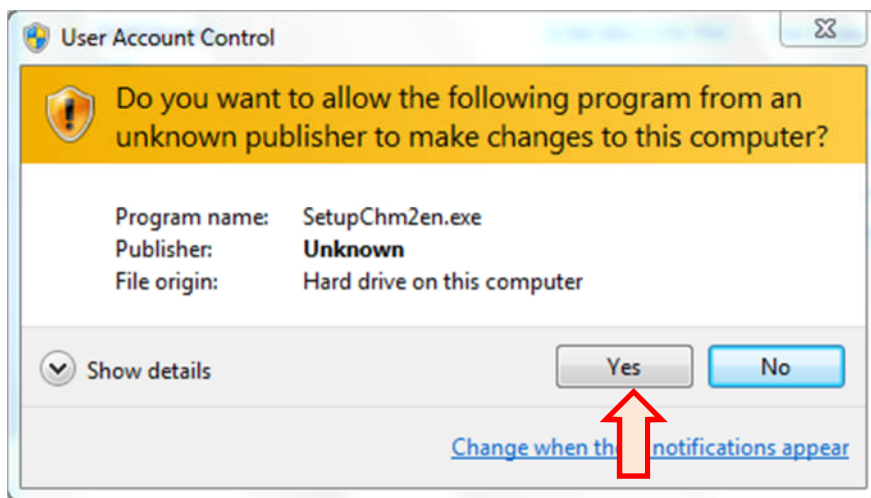 User Account Control
Do you want to allow the following program from an
unknown publisher to make changes to this computer?
Program name: SetupChm2en.exe
Publisher: Unknown
File origin: Hard drive on this computer
Show details
Yes
No
Change when notifications appear